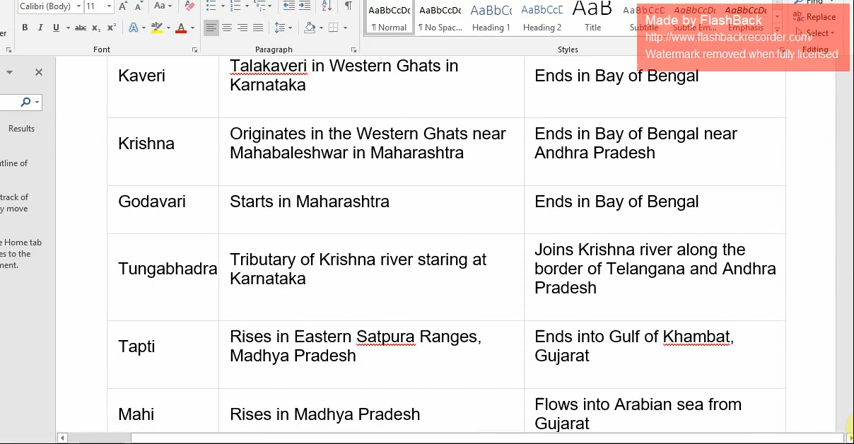 Calibri (Body) 11
AaBbCcDc AaBbCcDc AaBbCc AaBbCcD AaB
¶ Normal ¶ No Spac... Heading 1 Heading 2 Title Subtitle Subtle Em... Emphasis
Replace
Select
Font Paragraph Styles Editing
Made by FlashBack
http://www.flashbackrecorder.com/
Watermark removed when fully licensed
Results
track of
y move
e Home tab
es to the
ment.
Kaveri
Talakaveri in Western Ghats in
Karnataka
Ends in Bay of Bengal
Krishna
Originates in the Western Ghats near
Mahabaleshwar in Maharashtra
Ends in Bay of Bengal near
Andhra Pradesh
Godavari
Starts in Maharashtra
Ends in Bay of Bengal
Tungabhadra
Tributary of Krishna river staring at
Karnataka
Joins Krishna river along the
border of Telangana and Andhra
Pradesh
Tapti
Rises in Eastern Satpura Ranges,
Madhya Pradesh
Ends into Gulf of Khambat,
Gujarat
Mahi
Rises in Madhya Pradesh
Flows into Arabian sea from
Gujarat